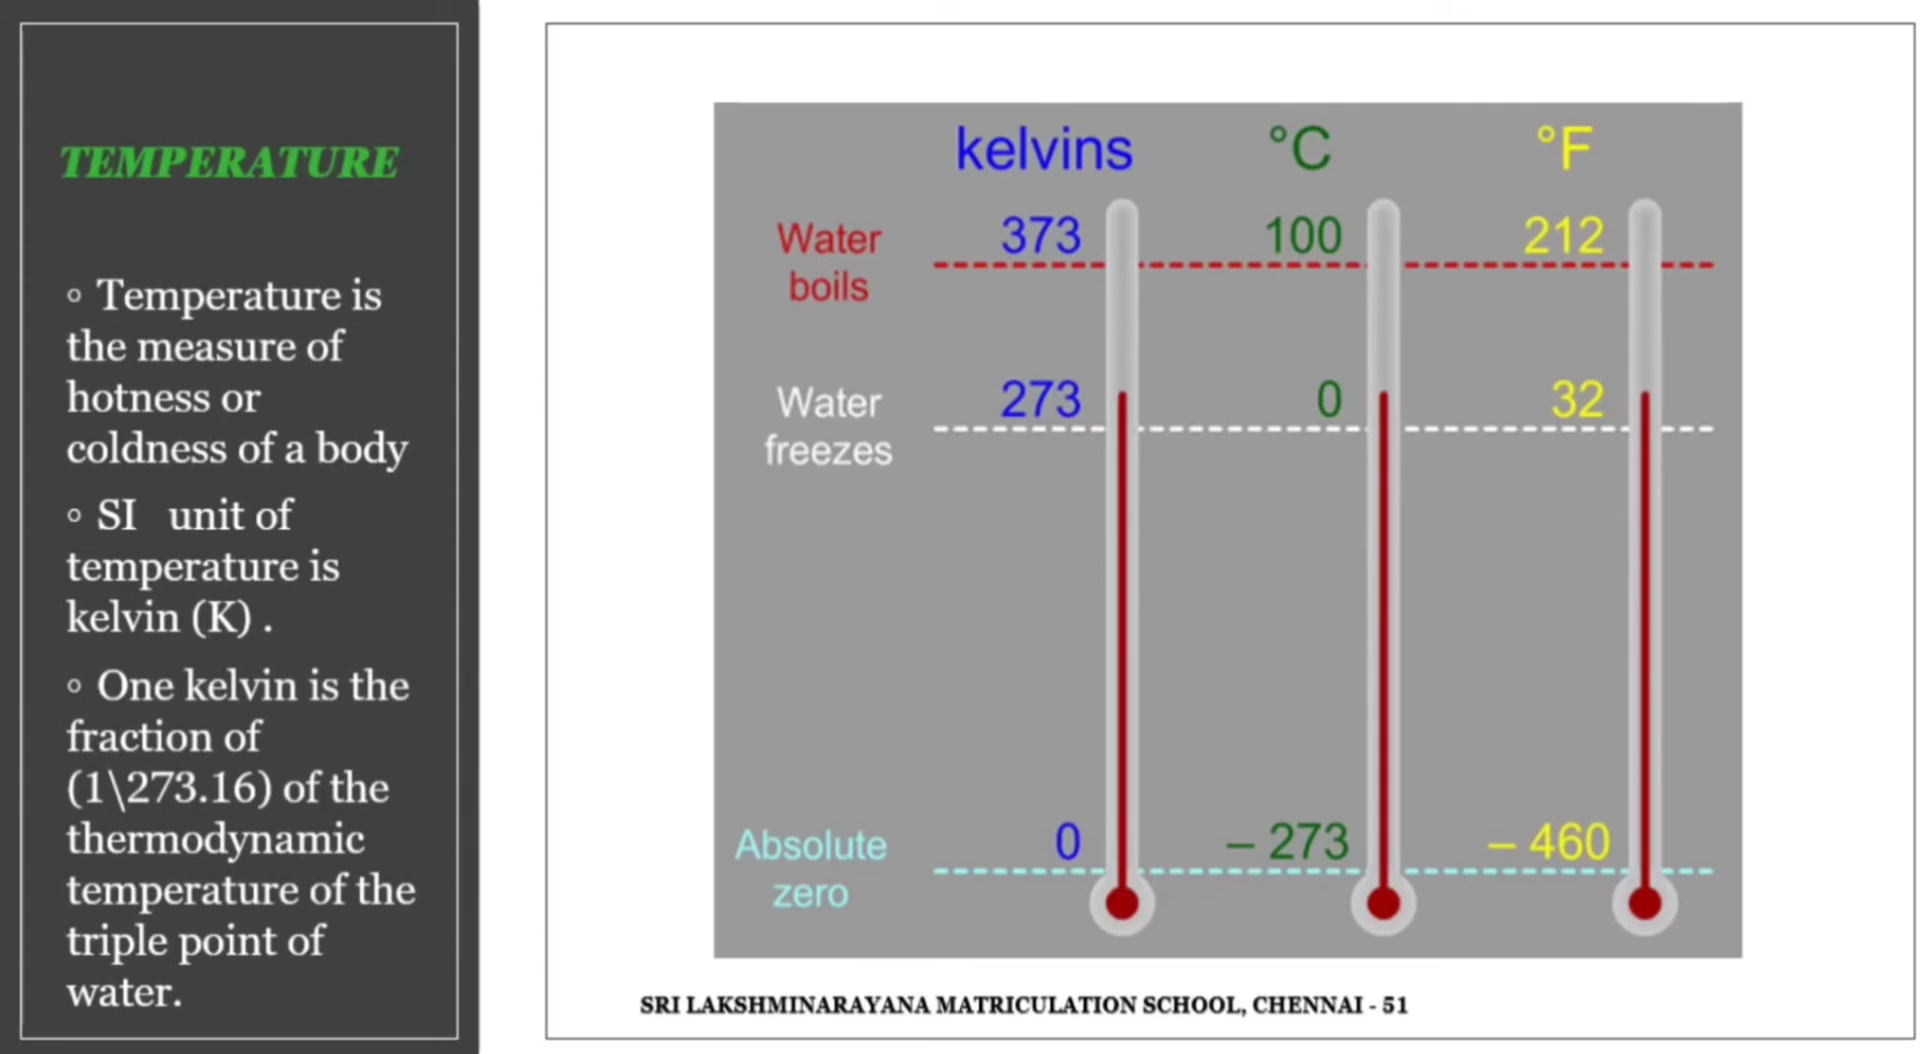 TEMPERATURE
◦ Temperature is
the measure of
hotness or
coldness of a body
◦ SI unit of
temperature is
kelvin (K) .
◦ One kelvin is the
fraction of
(1\273.16) of the
thermodynamic
temperature of the
triple point of
water.
kelvins °C °F
Water
boils
373 100 212
Water
freezes
273 0 32
Absolute
zero
0 – 273 – 460
SRI LAKSHMINARAYANA MATRICULATION SCHOOL, CHENNAI - 51